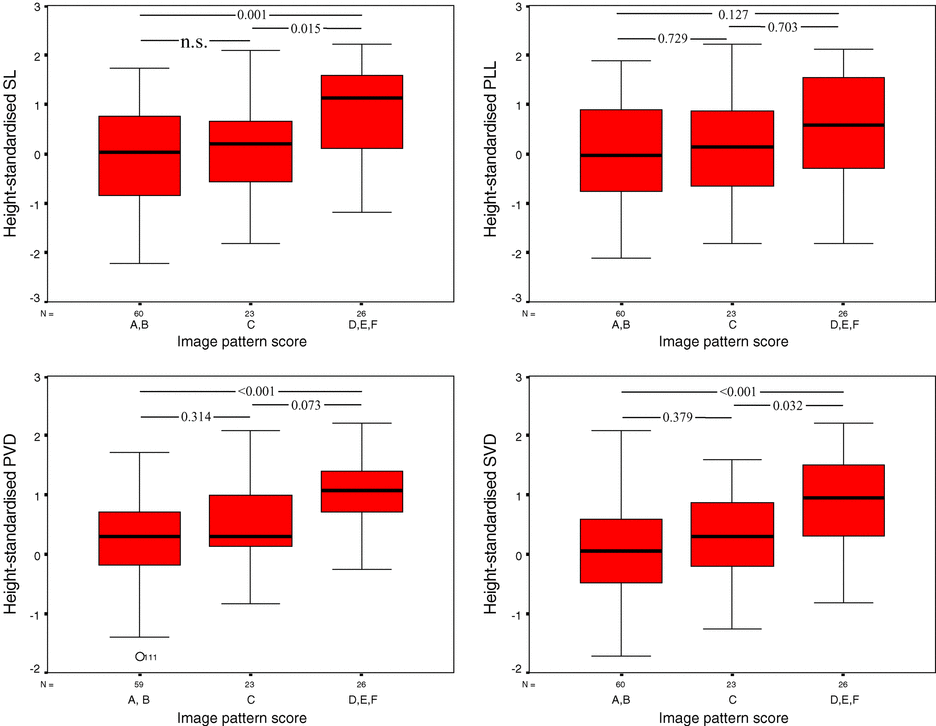 3
2
1
0
-1
-2
-3
Height-standardised SL
0.001
0.015
n.s.
N =
60
23
26
A,B
C
D,E,F
Image pattern score
3
2
1
0
-1
-2
-3
Height-standardised PLL
0.127
0.703
0.729
N =
60
23
26
A,B
C
D,E,F
Image pattern score
3
2
1
0
-1
-2
Height-standardised PVD
<0.001
0.073
0.314
111
N =
59
23
26
A, B
C
D,E,F
Image pattern score
3
2
1
0
-1
-2
Height-standardised SVD
<0.001
0.032
0.379
N =
60
23
26
A,B
C
D,E,F
Image pattern score